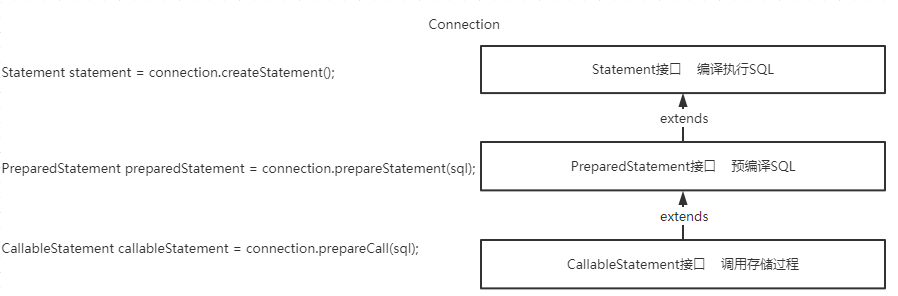 Connection
Statement statement = connection.createStatement();
Statement接口 编译执行SQL
extends
PreparedStatement preparedStatement = connection.prepareStatement(sql);
PreparedStatement接口 预编译SQL
extends
CallableStatement callableStatement = connection.prepareCall(sql);
CallableStatement接口 调用存储过程